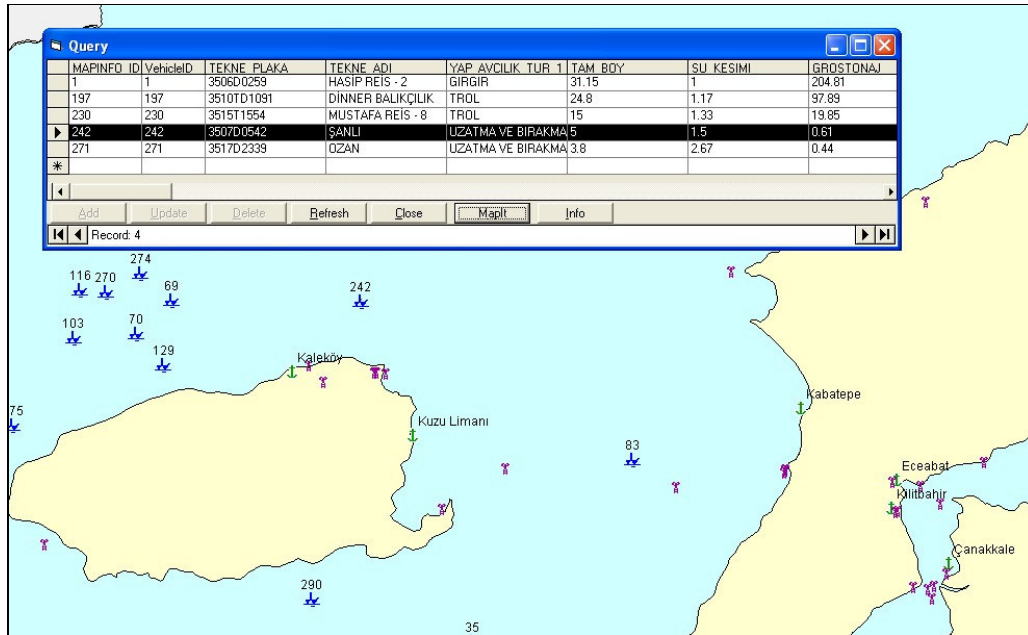 Query
MAPINFO_ID VehicleID TEKNE_PLAKA TEKNE_ADI YAP_AVCILIK_TUR_1 TAM_BOY SU_KESIMI GROSTONAJ
1 1 3506D0259 HASİP REİS - 2 GIRGIR 31.15 1 204.81
197 197 3510TD1091 DİNNER BALIKÇILIK TROL 24.8 1.17 97.89
230 230 3515T1554 MUSTAFA REİS - 8 TROL 15 1.33 19.85
242 242 3507D0542 ŞANLI UZATMA VE BIRAKMA 5 1.5 0.61
271 271 3517D2339 OZAN UZATMA VE BIRAKMA 3.8 2.67 0.44
Add Update Delete Refresh Close MapIt Info
Record: 4
274
116 270
69 242
103 70
129
Kaleköy
Kabatepe
75
Kuzu Limanı
83
Eceabat
Kilitbahir
Çanakkale
290
35